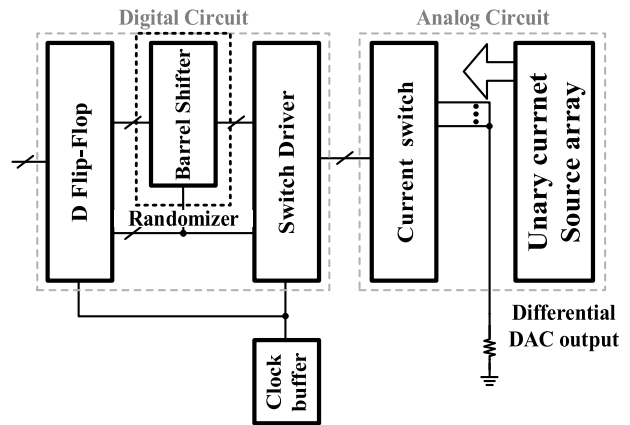 Digital Circuit
Analog Circuit
D Flip-Flop
Barrel Shifter
Randomizer
Switch Driver
Current switch
Unary currnet
Source array
Differential
DAC output
Clock
buffer